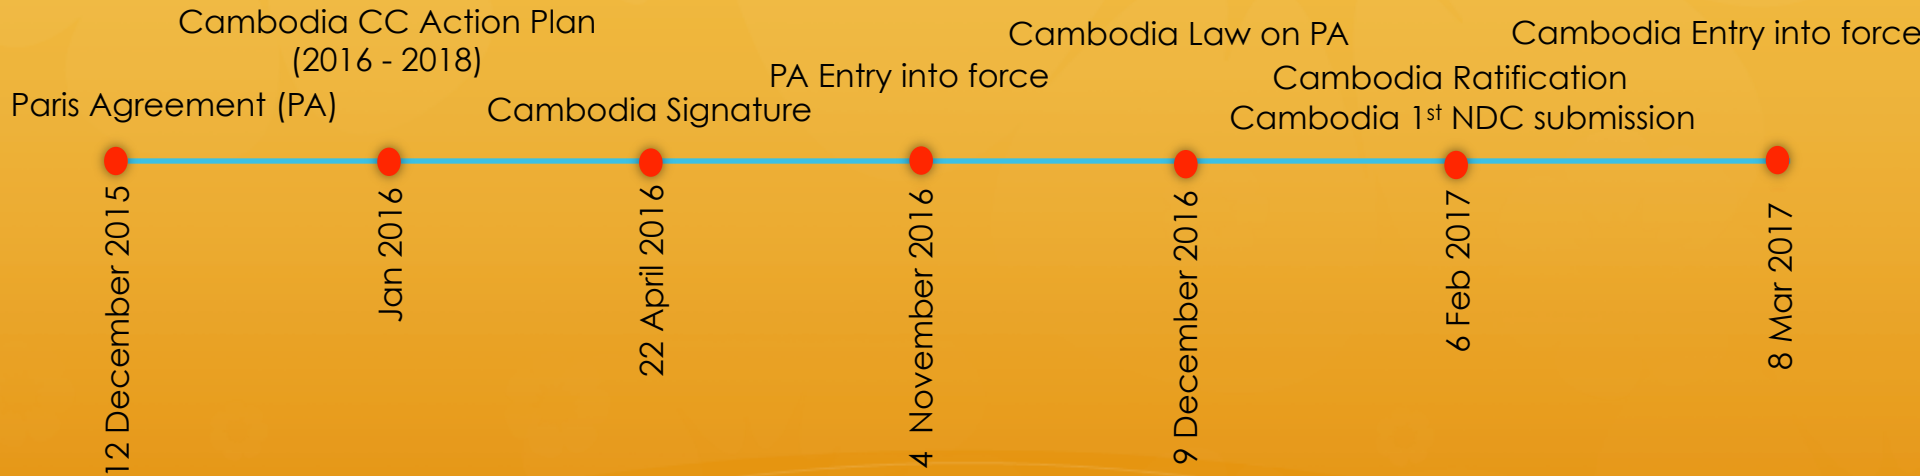 Cambodia CC Action Plan
(2016 - 2018)
Cambodia Law on PA
Cambodia Entry into force
Paris Agreement (PA)
Cambodia Signature
PA Entry into force
Cambodia Ratification
Cambodia 1st NDC submission
12 December 2015
Jan 2016
22 April 2016
4 November 2016
9 December 2016
6 Feb 2017
8 Mar 2017